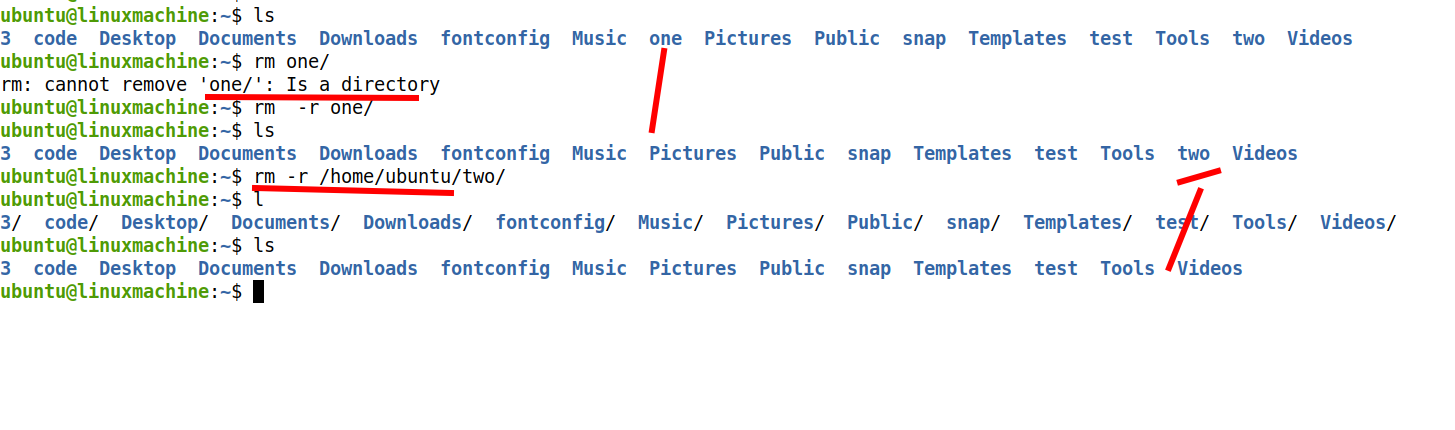 ubuntu@linuxmachine:~$ ls
3  code  Desktop  Documents  Downloads  fontconfig  Music  one  Pictures  Public  snap  Templates  test  Tools  two  Videos
ubuntu@linuxmachine:~$ rm one/
rm: cannot remove 'one/': Is a directory
ubuntu@linuxmachine:~$ rm  -r one/
ubuntu@linuxmachine:~$ ls
3  code  Desktop  Documents  Downloads  fontconfig  Music  Pictures  Public  snap  Templates  test  Tools  two  Videos
ubuntu@linuxmachine:~$ rm -r /home/ubuntu/two/
ubuntu@linuxmachine:~$ l
3/  code/  Desktop/  Documents/  Downloads/  fontconfig/  Music/  Pictures/  Public/  snap/  Templates/  test/  Tools/  Videos/
ubuntu@linuxmachine:~$ ls
3  code  Desktop  Documents  Downloads  fontconfig  Music  Pictures  Public  snap  Templates  test  Tools  Videos
ubuntu@linuxmachine:~$